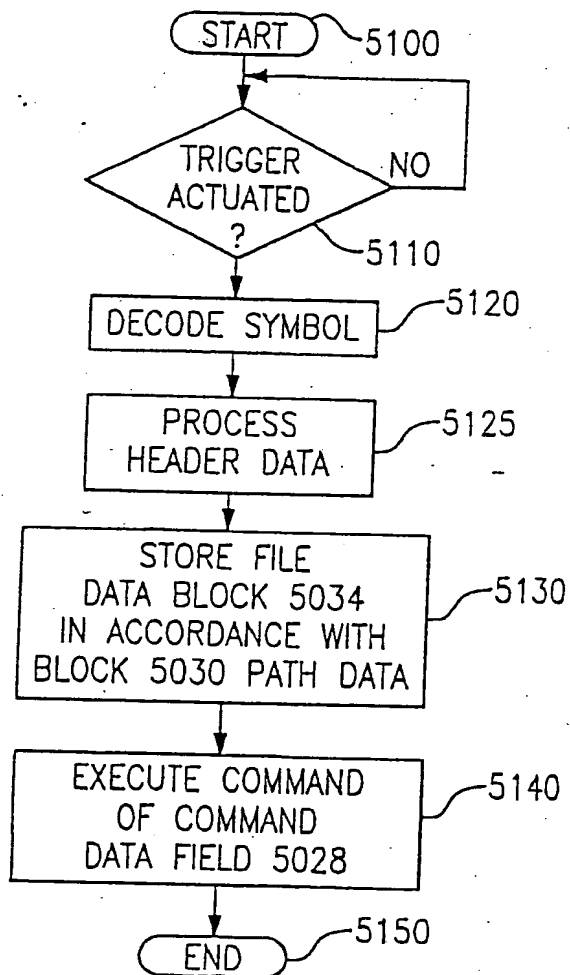 START
5100
TRIGGER
ACTUATED
?
NO
5110
DECODE SYMBOL
5120
PROCESS
HEADER DATA
5125
STORE FILE
DATA BLOCK 5034
IN ACCORDANCE WITH
BLOCK 5030 PATH DATA
5130
EXECUTE COMMAND
OF COMMAND
DATA FIELD 5028
5140
END
5150